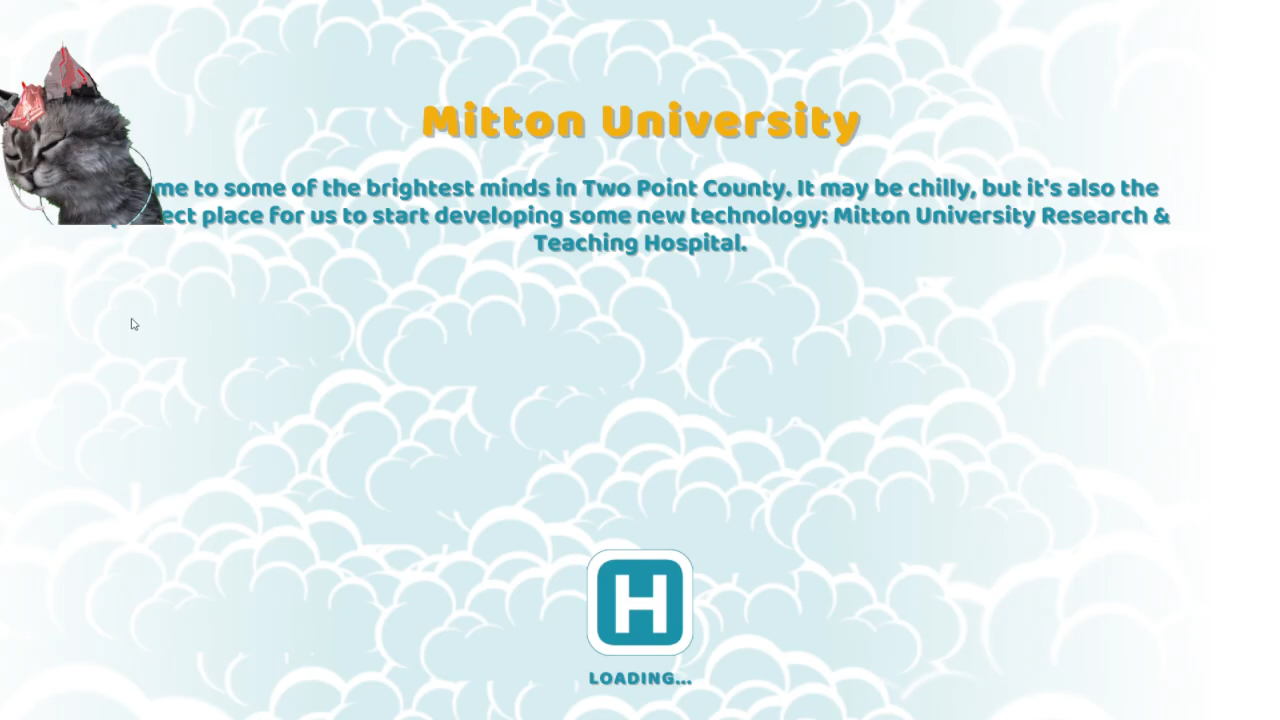 Mitton University
me to some of the brightest minds in Two Point County. It may be chilly, but it's also the
ect place for us to start developing some new technology: Mitton University Research &
Teaching Hospital.
H
LOADING...